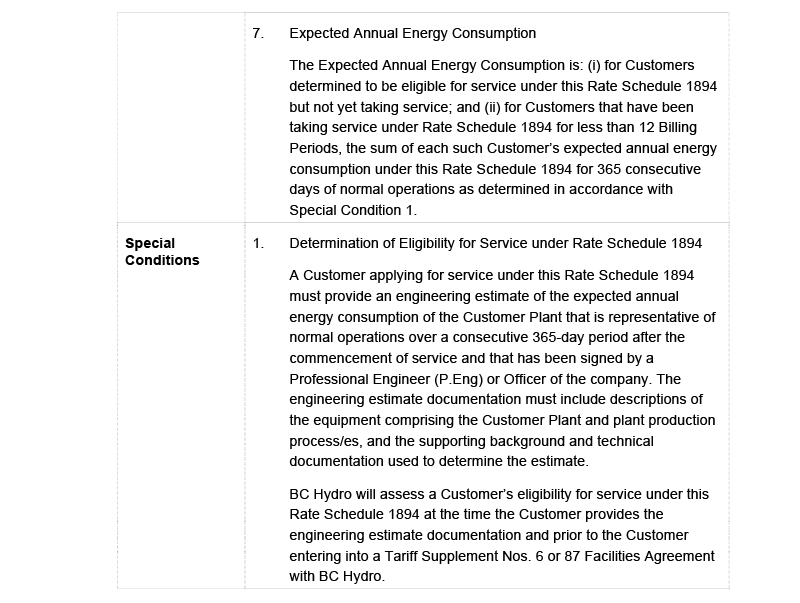 7. Expected Annual Energy Consumption
The Expected Annual Energy Consumption is: (i) for Customers
determined to be eligible for service under this Rate Schedule 1894
but not yet taking service; and (ii) for Customers that have been
taking service under Rate Schedule 1894 for less than 12 Billing
Periods, the sum of each such Customer’s expected annual energy
consumption under this Rate Schedule 1894 for 365 consecutive
days of normal operations as determined in accordance with
Special Condition 1.
Special
Conditions
1. Determination of Eligibility for Service under Rate Schedule 1894
A Customer applying for service under this Rate Schedule 1894
must provide an engineering estimate of the expected annual
energy consumption of the Customer Plant that is representative of
normal operations over a consecutive 365-day period after the
commencement of service and that has been signed by a
Professional Engineer (P.Eng) or Officer of the company. The
engineering estimate documentation must include descriptions of
the equipment comprising the Customer Plant and plant production
process/es, and the supporting background and technical
documentation used to determine the estimate.
BC Hydro will assess a Customer’s eligibility for service under this
Rate Schedule 1894 at the time the Customer provides the
engineering estimate documentation and prior to the Customer
entering into a Tariff Supplement Nos. 6 or 87 Facilities Agreement
with BC Hydro.